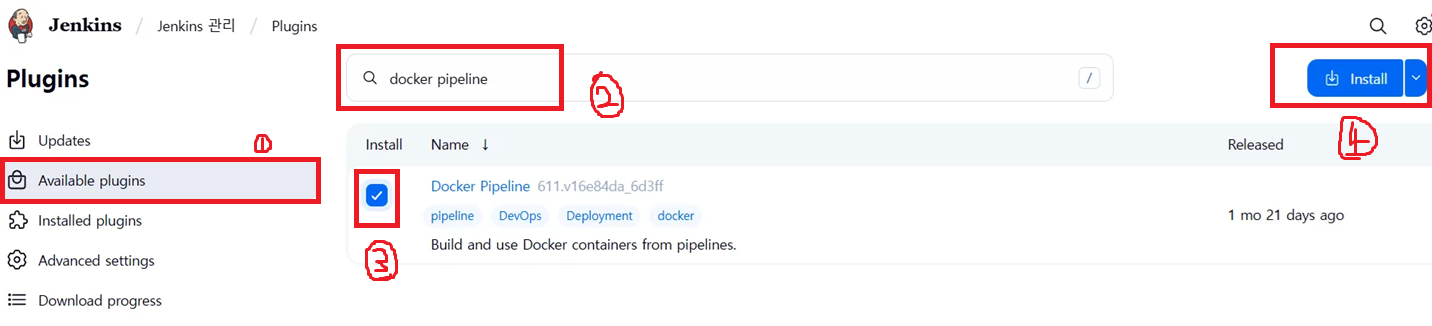 Jenkins / Jenkins 관리 / Plugins
Plugins
docker pipeline /
Install
Updates
Available plugins
Installed plugins
Advanced settings
Download progress
Install Name ↓ Released
Docker Pipeline 611.v16e84da_6d3ff
pipeline DevOps Deployment docker
Build and use Docker containers from pipelines.
1 mo 21 days ago
①
②
③
④